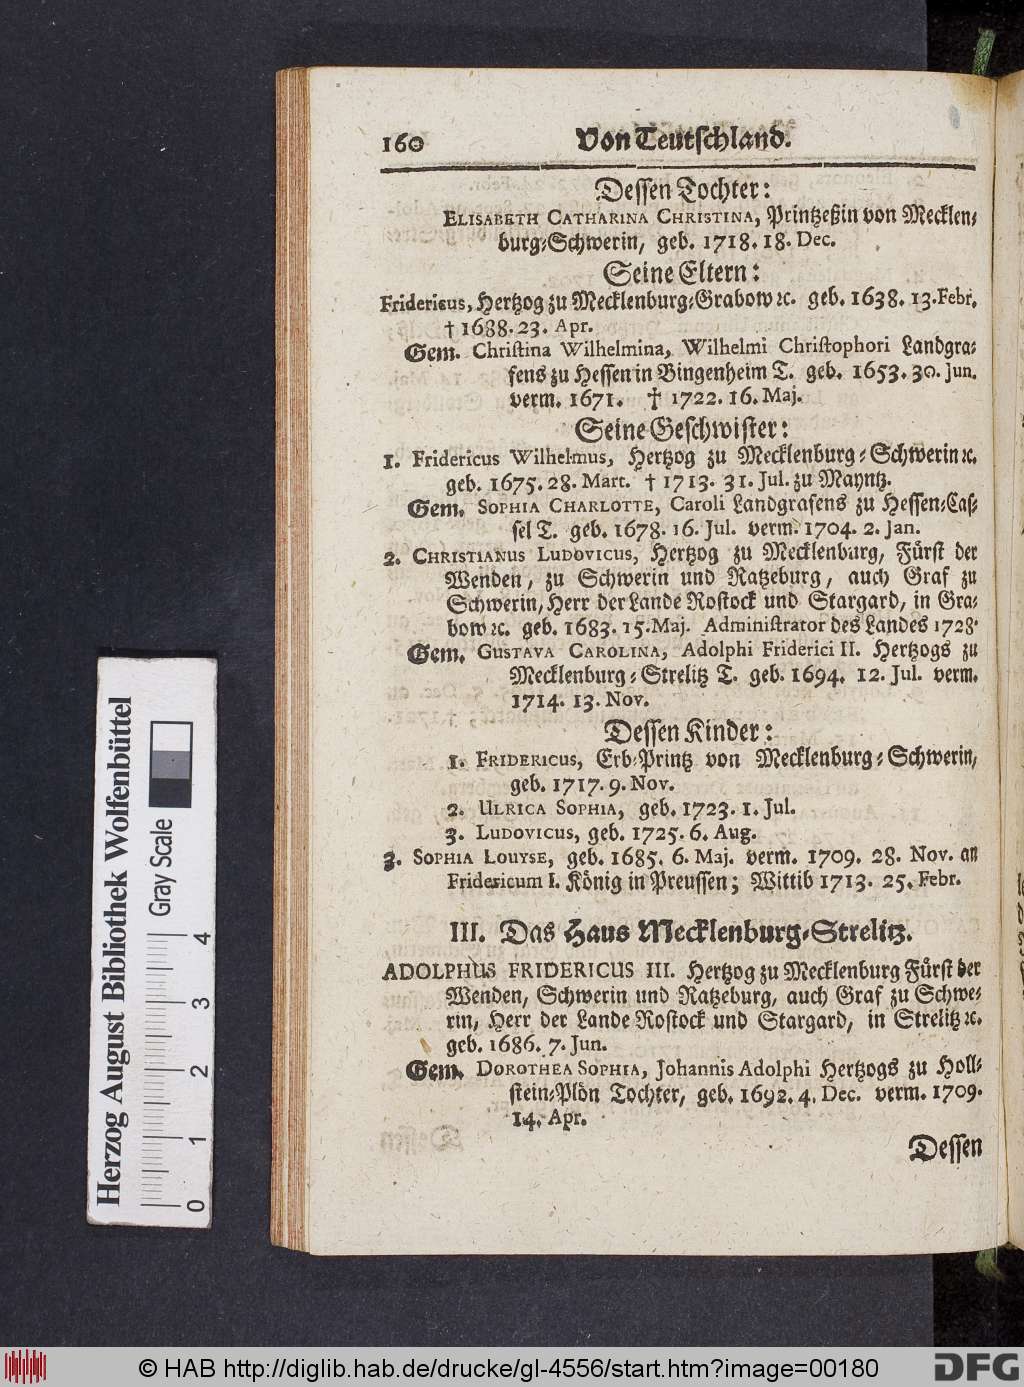 160 Von Teutschland.
Dessen Tochter:
Elisabeth Catharina Christina, Printzeßin von Mecklen-
burg-Schwerin, geb. 1718. 18. Dec.
Seine Eltern:
Fridericus, Hertzog zu Mecklenburg-Grabow ꝛc. geb. 1638. 13. Febr.
† 1688. 23. Apr.
Gem. Christina Wilhelmina, Wilhelmi Christophori Landgra-
fens zu Hessen in Bingenheim T. geb. 1653. 30. Jun.
verm. 1671. † 1722. 16. Maj.
Seine Geschwister:
1. Fridericus Wilhelmus, Hertzog zu Mecklenburg-Schwerin ꝛc.
geb. 1675. 28. Mart. † 1713. 31. Jul. zu Mayntz.
Gem. Sophia Charlotte, Caroli Landgrafens zu Hessen-Cas-
sel T. geb. 1678. 16. Jul. verm. 1704. 2. Jan.
2. Christianus Ludovicus, Hertzog zu Mecklenburg, Fürst der
Wenden, zu Schwerin und Ratzeburg, auch Graf zu
Schwerin, Herr der Lande Rostock und Stargard, in Gra-
bow ꝛc. geb. 1683. 15. Maj. Administrator des Landes 1728.
Gem. Gustava Carolina, Adolphi Friderici II. Hertzogs zu
Mecklenburg-Strelitz T. geb. 1694. 12. Jul. verm.
1714. 13. Nov.
Dessen Kinder:
1. Fridericus, Erb-Printz von Mecklenburg-Schwerin,
geb. 1717. 9. Nov.
2. Ulrica Sophia, geb. 1723. 1. Jul.
3. Ludovicus, geb. 1725. 6. Aug.
3. Sophia Louyse, geb. 1685. 6. Maj. verm. 1709. 28. Nov. an
Fridericum I. König in Preussen; Wittib 1713. 25. Febr.
III. Das Haus Mecklenburg-Strelitz.
ADOLPHUS FRIDERICUS III. Hertzog zu Mecklenburg Fürst der
Wenden, Schwerin und Ratzeburg, auch Graf zu Schwe-
rin, Herr der Lande Rostock und Stargard, in Strelitz ꝛc.
geb. 1686. 7. Jun.
Gem. Dorothea Sophia, Johannis Adolphi Hertzogs zu Holl-
stein-Plön Tochter, geb. 1692. 4. Dec. verm. 1709.
14. Apr.
Dessen
Herzog August Bibliothek Wolfenbüttel
Gray Scale
0 1 2 3 4
© HAB http://diglib.hab.de/drucke/gl-4556/start.htm?image=00180
DFG